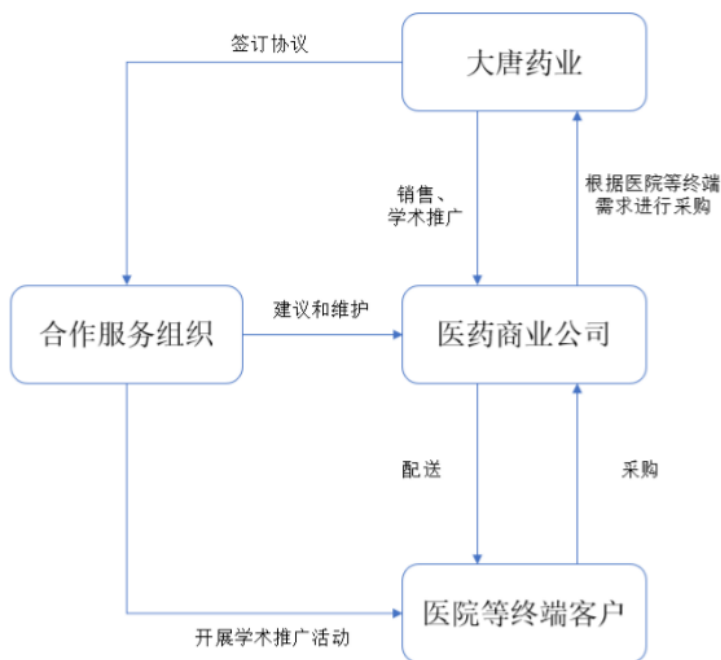 签订协议
大唐药业
销售、
学术推广
根据医院等终端
需求进行采购
合作服务组织
建议和维护
医药商业公司
配送
采购
医院等终端客户
开展学术推广活动